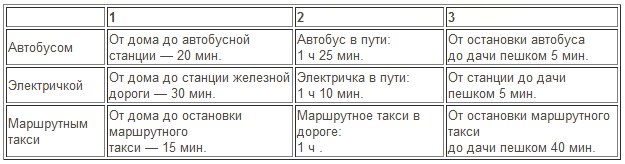 1 2 3
Автобусом
От дома до автобусной
станции — 20 мин.
Автобус в пути:
1 ч 25 мин.
От остановки автобуса
до дачи пешком 5 мин.
Электричкой
От дома до станции железной
дороги — 30 мин.
Электричка в пути:
1 ч 10 мин.
От станции до дачи
пешком 5 мин.
Маршрутным
такси
От дома до остановки
маршрутного
такси — 15 мин.
Маршрутное такси в
дороге:
1 ч .
От остановки маршрутного
такси
до дачи пешком 40 мин.